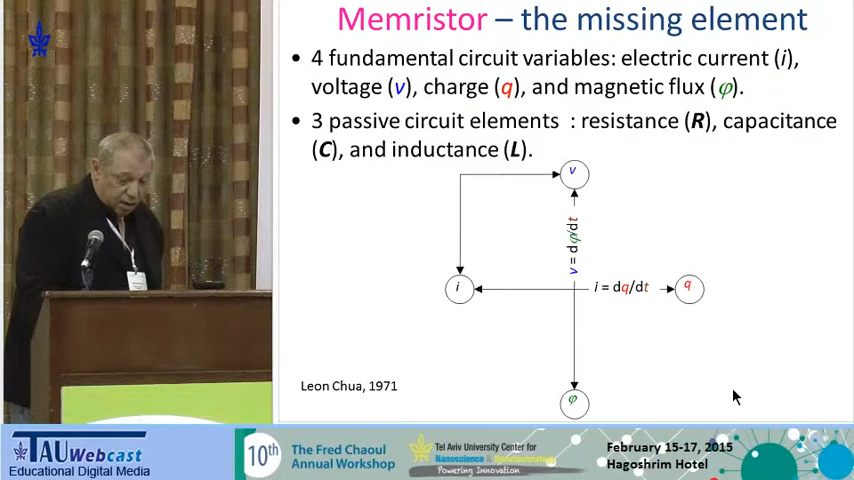 Memristor – the missing element
• 4 fundamental circuit variables: electric current (i),
voltage (v), charge (q), and magnetic flux (φ).
• 3 passive circuit elements : resistance (R), capacitance
(C), and inductance (L).
v
v = dφ/dt
i
i = dq/dt
q
Leon Chua, 1971
φ
TAU Webcast
Educational Digital Media
10th
The Fred Chaoul
Annual Workshop
Tel Aviv University Center for
Nanoscience & Nanotechnology
Powering Innovation
February 15-17, 2015
Hagoshrim Hotel